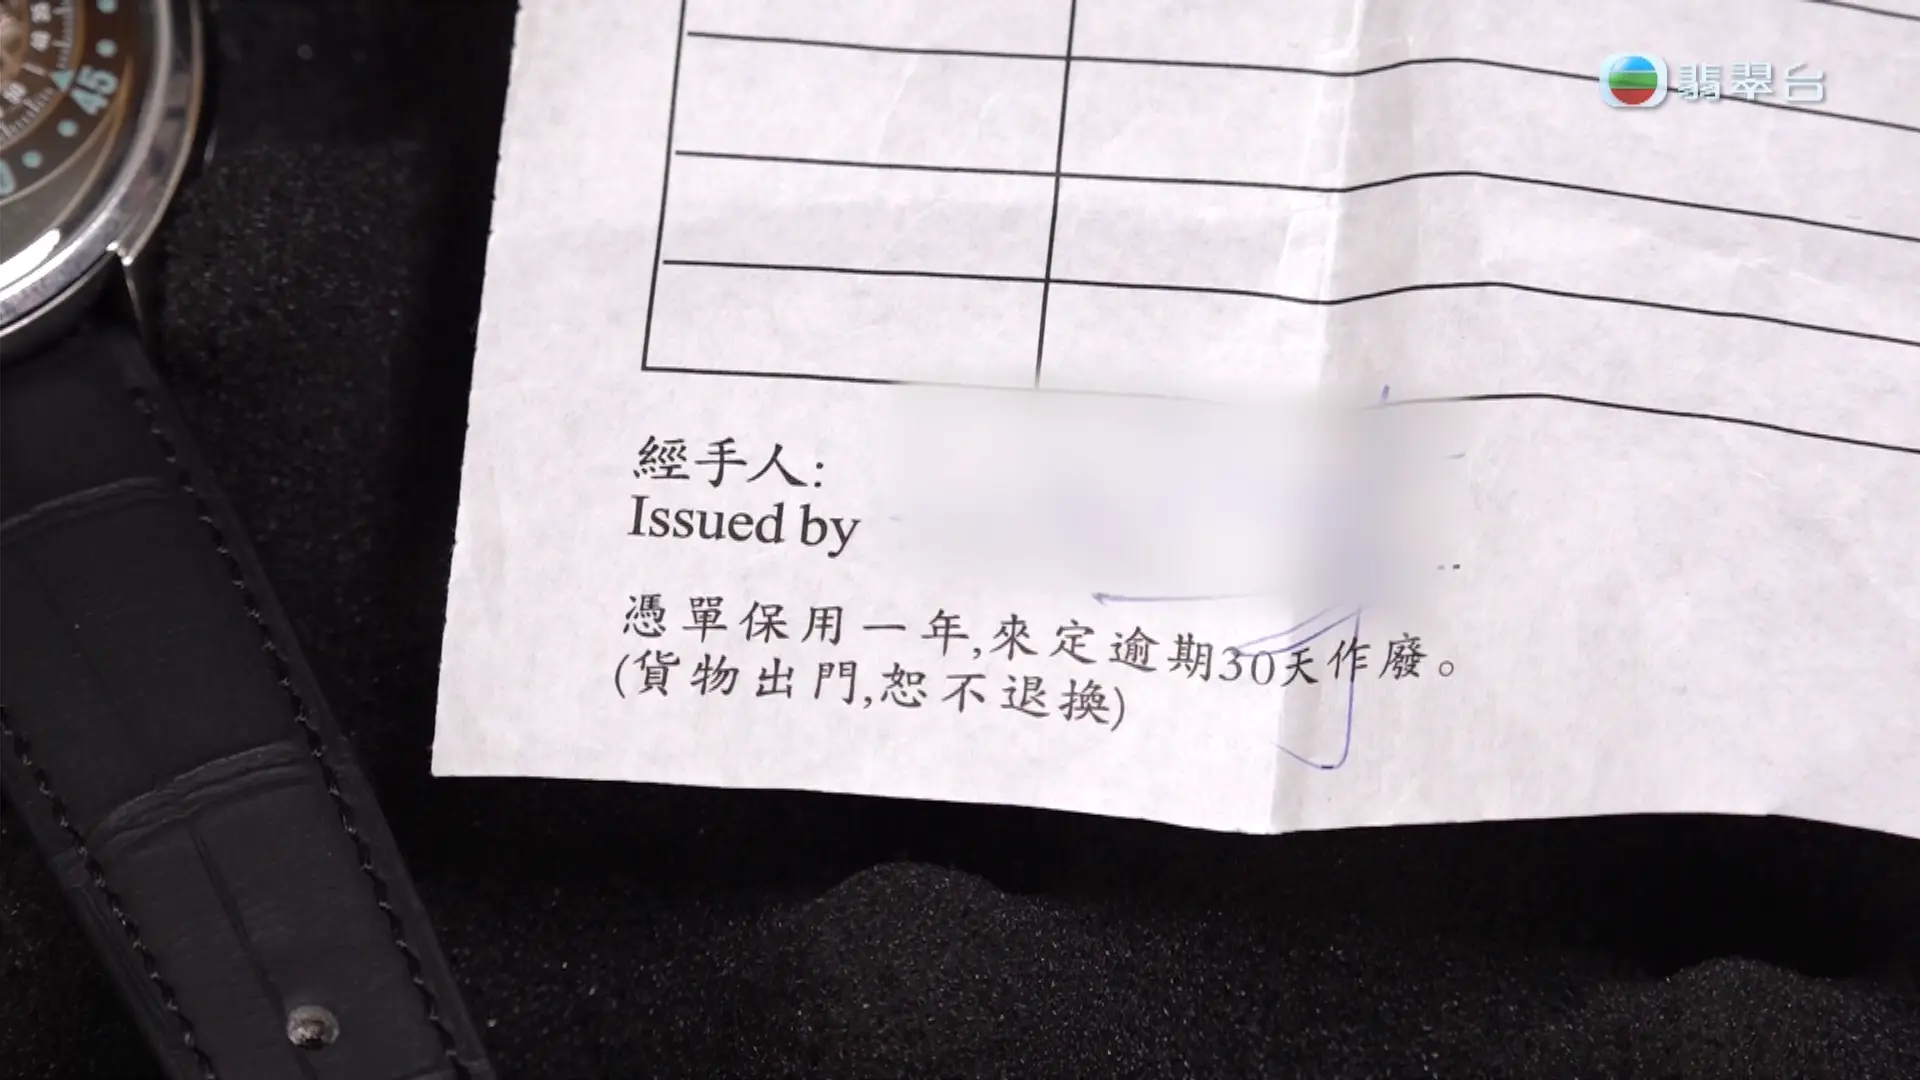 翡翠台
45
經手人:
Issued by
憑單保用一年,來定逾期30天作廢。
(貨物出門,恕不退換)